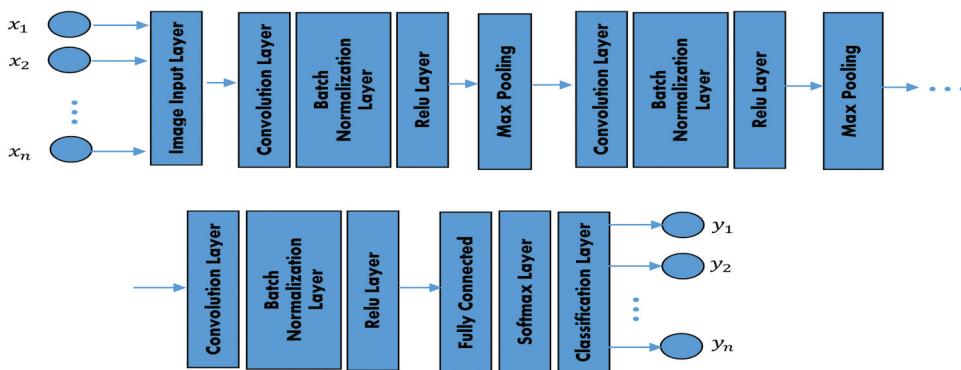 x₁
x₂
xₙ
Image Input Layer
Convolution Layer
Batch
Normalization
Layer
Relu Layer
Max Pooling
Convolution Layer
Batch
Normalization
Layer
Relu Layer
Max Pooling
Convolution Layer
Batch
Normalization
Layer
Relu Layer
Fully Connected
Softmax Layer
Classification Layer
y₁
y₂
yₙ